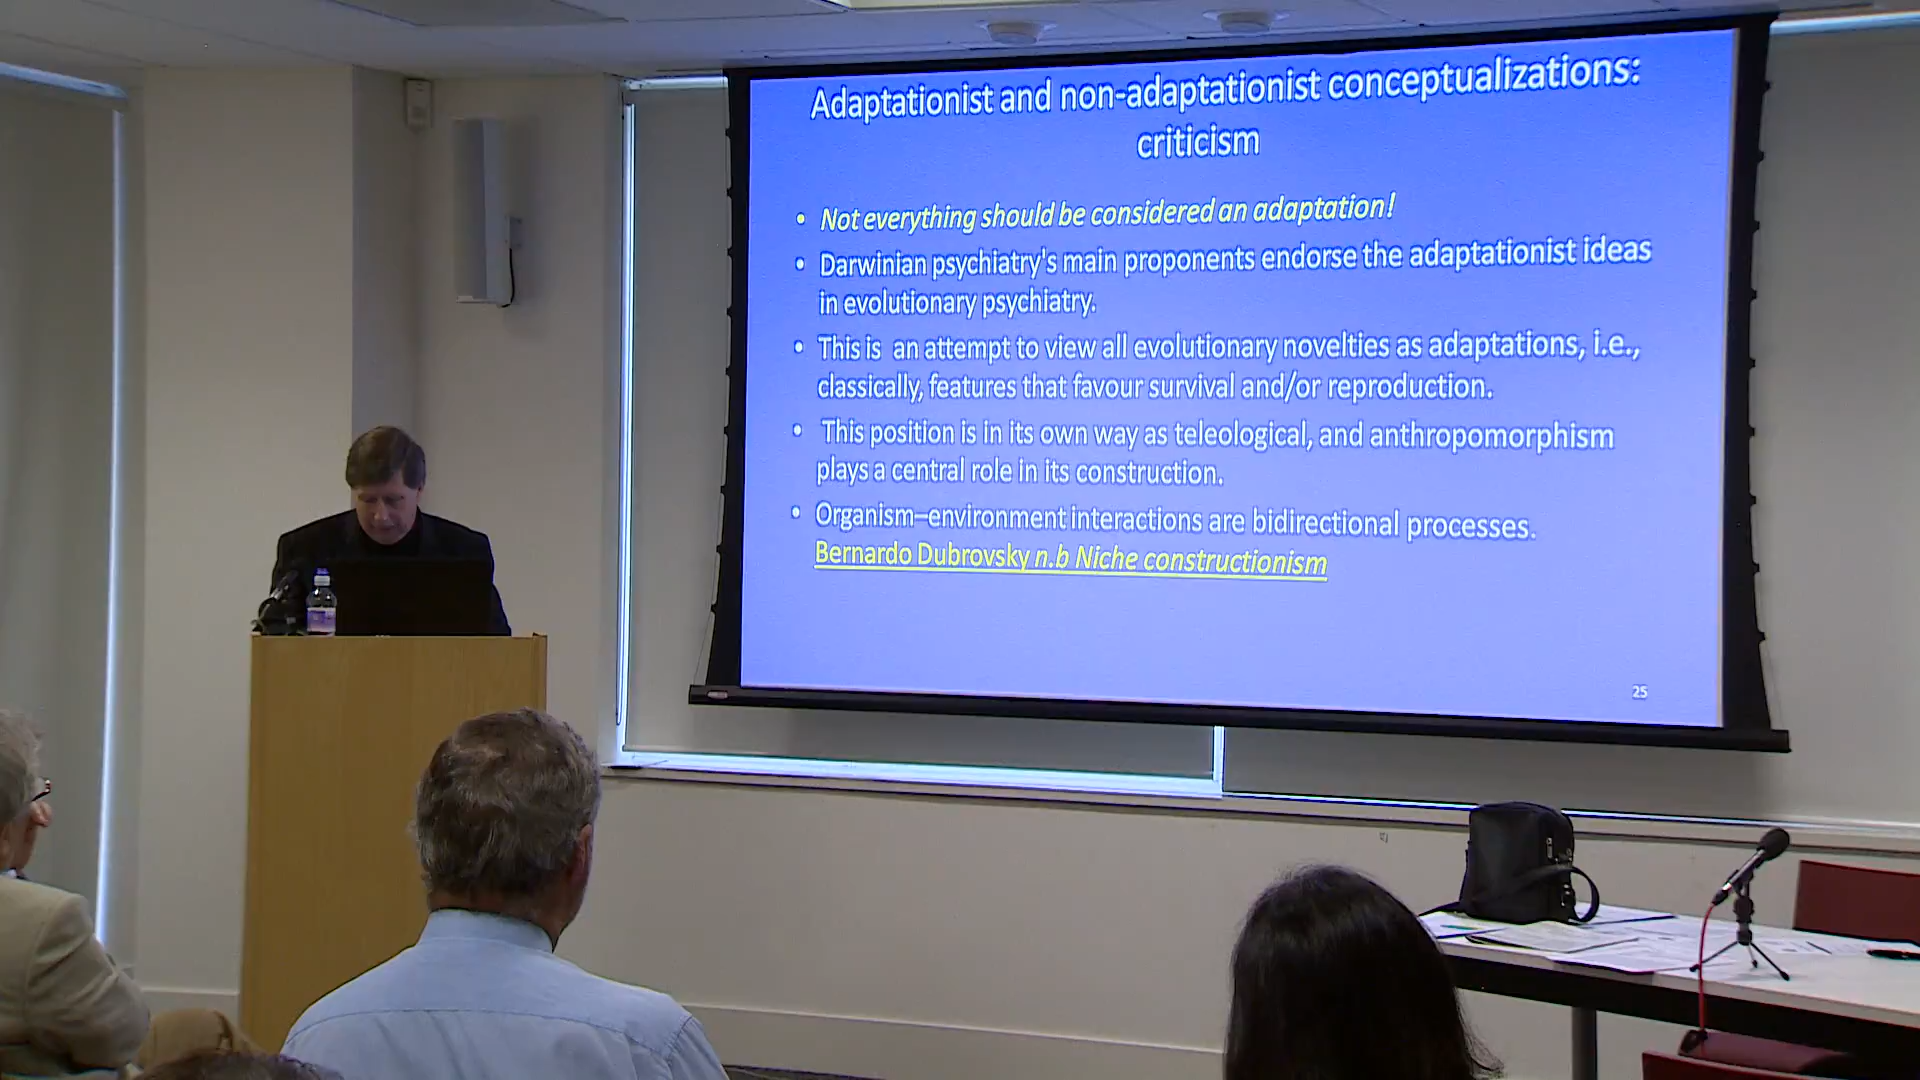 Adaptationist and non-adaptationist conceptualizations:
criticism
• Not everything should be considered an adaptation!
• Darwinian psychiatry's main proponents endorse the adaptationist ideas
in evolutionary psychiatry.
• This is an attempt to view all evolutionary novelties as adaptations, i.e.,
classically, features that favour survival and/or reproduction.
• This position is in its own way as teleological, and anthropomorphism
plays a central role in its construction.
• Organism–environment interactions are bidirectional processes.
Bernardo Dubrovsky n.b Niche constructionism
25